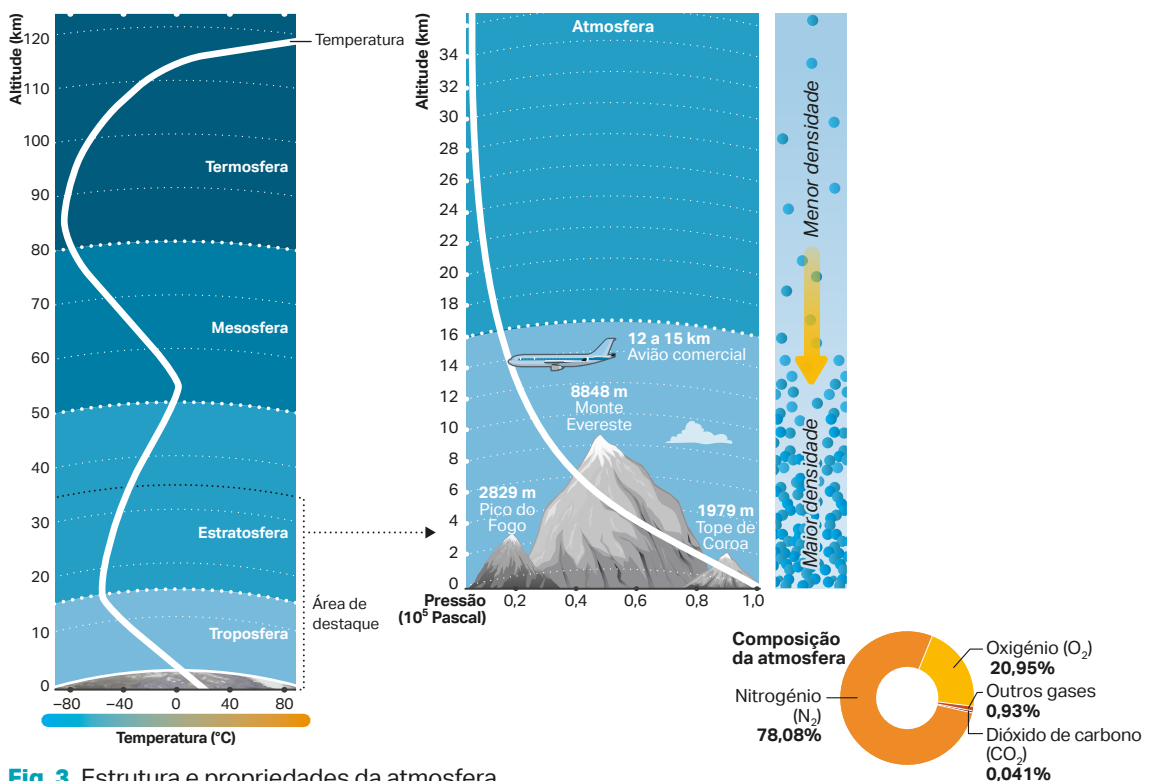 Altitude (km)
120
110
100
90
80
70
60
50
40
30
20
10
0
Temperatura
Termosfera
Mesosfera
Estratosfera
Troposfera
Área de
destaque
−80 −40 0 40 80
Temperatura (°C)
Altitude (km)
34
32
30
28
26
24
22
20
18
16
14
12
10
8
6
4
2
0
Atmosfera
12 a 15 km
Avião comercial
8848 m
Monte
Evereste
2829 m
Pico do
Fogo
1979 m
Tope de
Coroa
Pressão
(10⁵ Pascal)
0,2 0,4 0,6 0,8 1,0
Menor densidade
Maior densidade
Composição
da atmosfera
Nitrogénio
(N₂)
78,08%
Oxigénio (O₂)
20,95%
Outros gases
0,93%
Dióxido de carbono
(CO₂)
0,041%
Fig. 3 Estrutura e propriedades da atmosfera